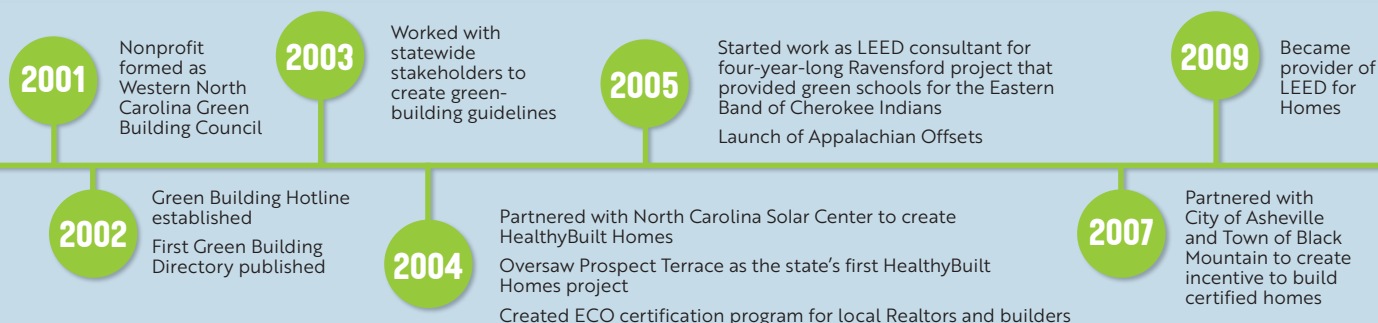 2001
Nonprofit
formed as
Western North
Carolina Green
Building Council
2002
Green Building Hotline
established
First Green Building
Directory published
2003
Worked with
statewide
stakeholders to
create green-
building guidelines
2004
Partnered with North Carolina Solar Center to create
HealthyBuilt Homes
Oversaw Prospect Terrace as the state’s first HealthyBuilt
Homes project
Created ECO certification program for local Realtors and builders
2005
Started work as LEED consultant for
four-year-long Ravensford project that
provided green schools for the Eastern
Band of Cherokee Indians
Launch of Appalachian Offsets
2007
Partnered with
City of Asheville
and Town of Black
Mountain to create
incentive to build
certified homes
2009
Became
provider of
LEED for
Homes